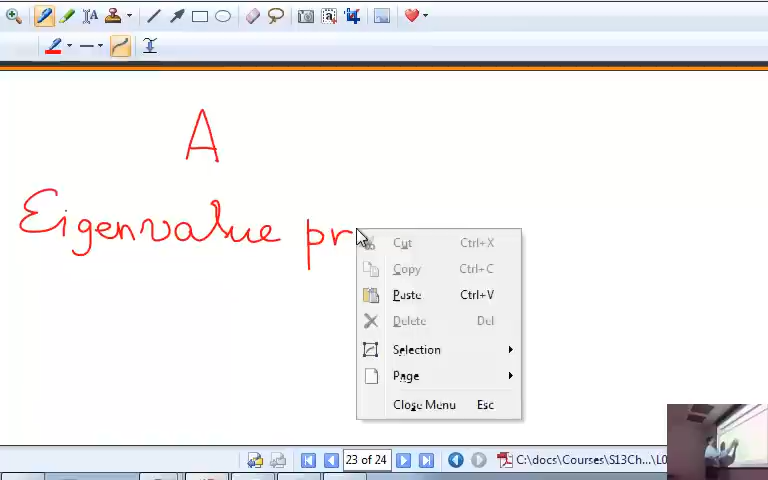 A
Eigenvalue pr
Cut Ctrl+X
Copy Ctrl+C
Paste Ctrl+V
Delete Del
Selection
Page
Close Menu Esc
23 of 24
C:\docs\Courses\S13Ch...\L0